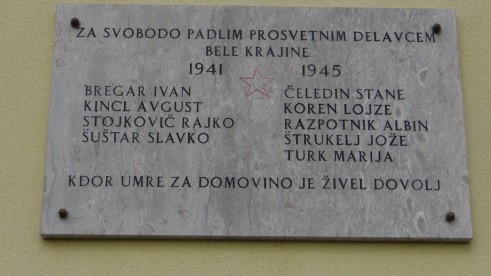 ZA SVOBODO PADLIM PROSVETNIM DELAVCEM
BELE KRAJINE
1941 1945
BREGAR IVAN
KINCL AVGUST
STOJKOVIČ RAJKO
ŠUŠTAR SLAVKO
ČELEDIN STANE
KOREN LOJZE
RAZPOTNIK ALBIN
ŠTRUKELJ JOŽE
TURK MARIJA
KDOR UMRE ZA DOMOVINO JE ŽIVEL DOVOLJ